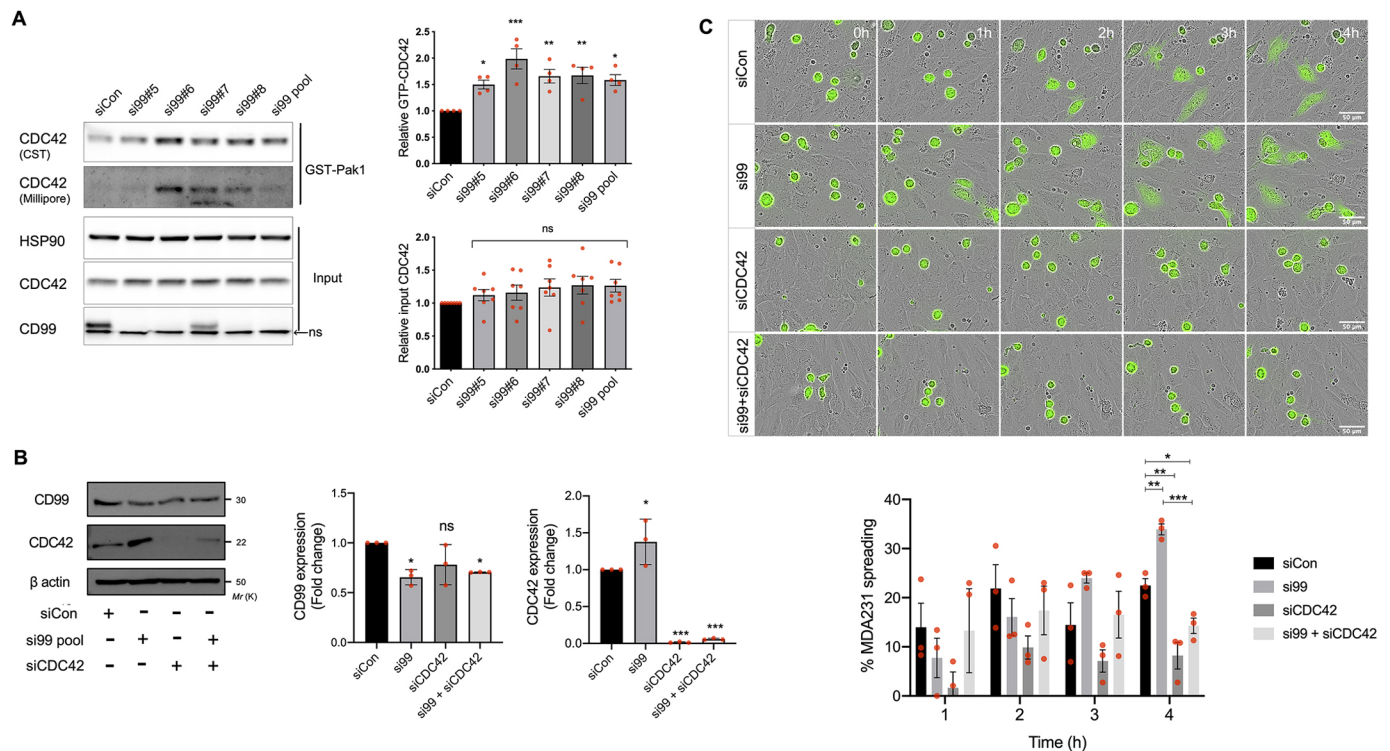 A
siCon
si99#5
si99#6
si99#7
si99#8
si99 pool
CDC42
(CST)
CDC42
(Millipore)
GST-Pak1
HSP90
CDC42
CD99
Input
ns
Relative GTP-CDC42
2.5
2.0
1.5
1.0
0.5
0.0
*
***
**
**
*
siCon
si99#5
si99#6
si99#7
si99#8
si99 pool
Relative input CDC42
2.0
1.5
1.0
0.5
0.0
ns
siCon
si99#5
si99#6
si99#7
si99#8
si99 pool
B
CD99
30
CDC42
22
β actin
50
Mr (K)
siCon + - - -
si99 pool - + - +
siCDC42 - - + +
CD99 expression
(Fold change)
1.5
1.0
0.5
0.0
*
ns
*
siCon
si99
siCDC42
si99 + siCDC42
CDC42 expression
(Fold change)
2.0
1.5
1.0
0.5
0.0
*
***
***
siCon
si99
siCDC42
si99 + siCDC42
C
0h
1h
2h
3h
4h
siCon
50 µm
si99
50 µm
siCDC42
50 µm
si99+siCDC42
50 µm
% MDA231 spreading
40
30
20
10
0
*
**
**
***
1
2
3
4
Time (h)
siCon
si99
siCDC42
si99 + siCDC42